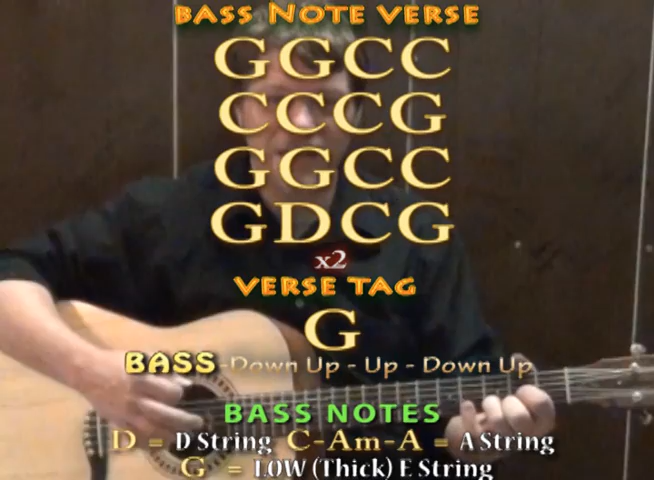 BASS NOTE VERSE
GGCC
CCCG
GGCC
GDCG
x2
VERSE TAG
G
BASS-Down Up - Up - Down Up
BASS NOTES
D = D String C-Am-A = A String
G = LOW (Thick) E String